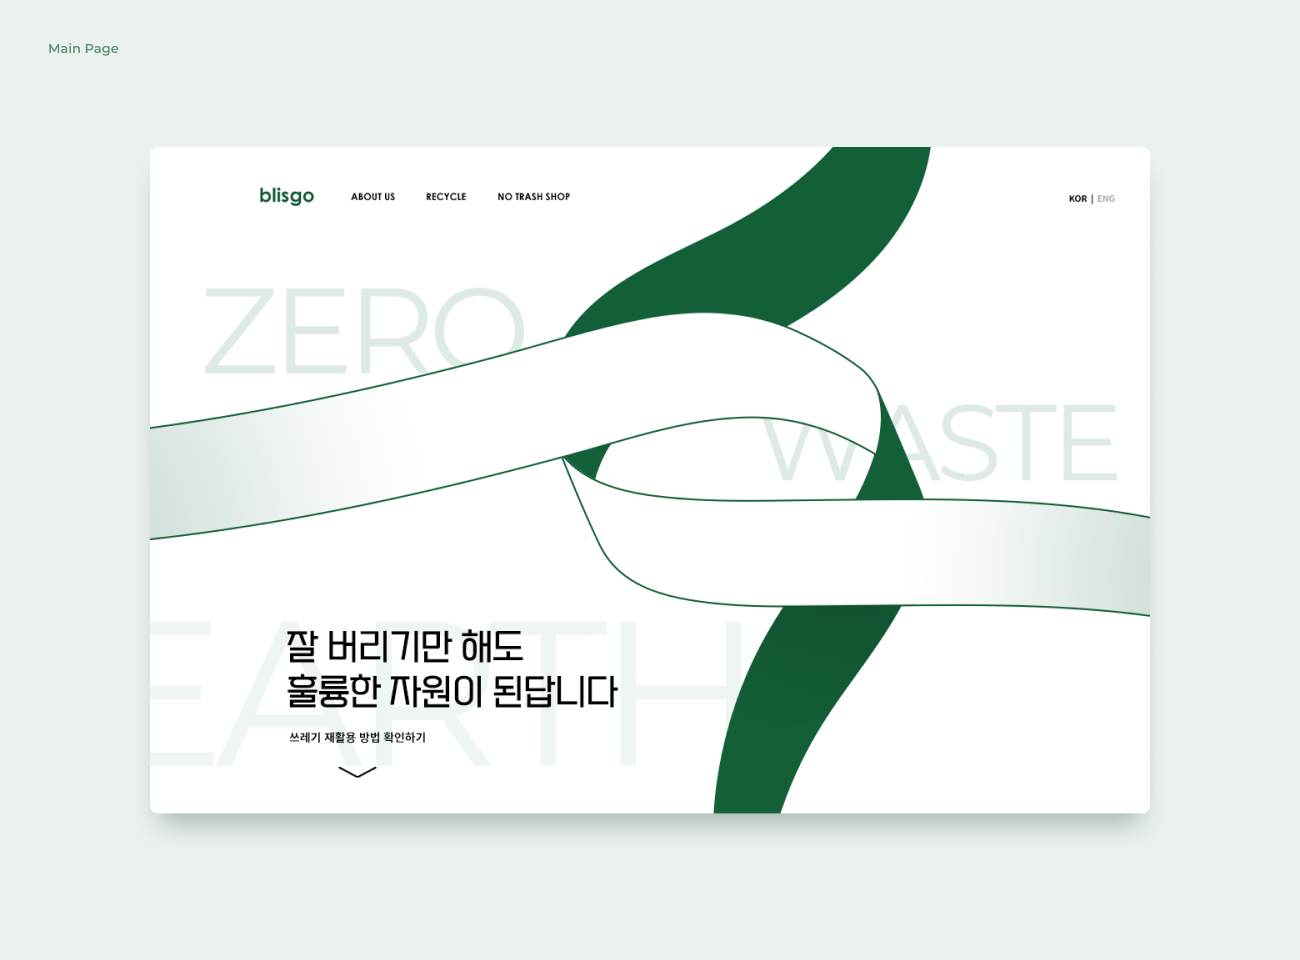 Main Page
blisgo ABOUT US RECYCLE NO TRASH SHOP KOR | ENG
ZERO
WASTE
EARTH
잘 버리기만 해도
훌륭한 자원이 된답니다
쓰레기 재활용 방법 확인하기